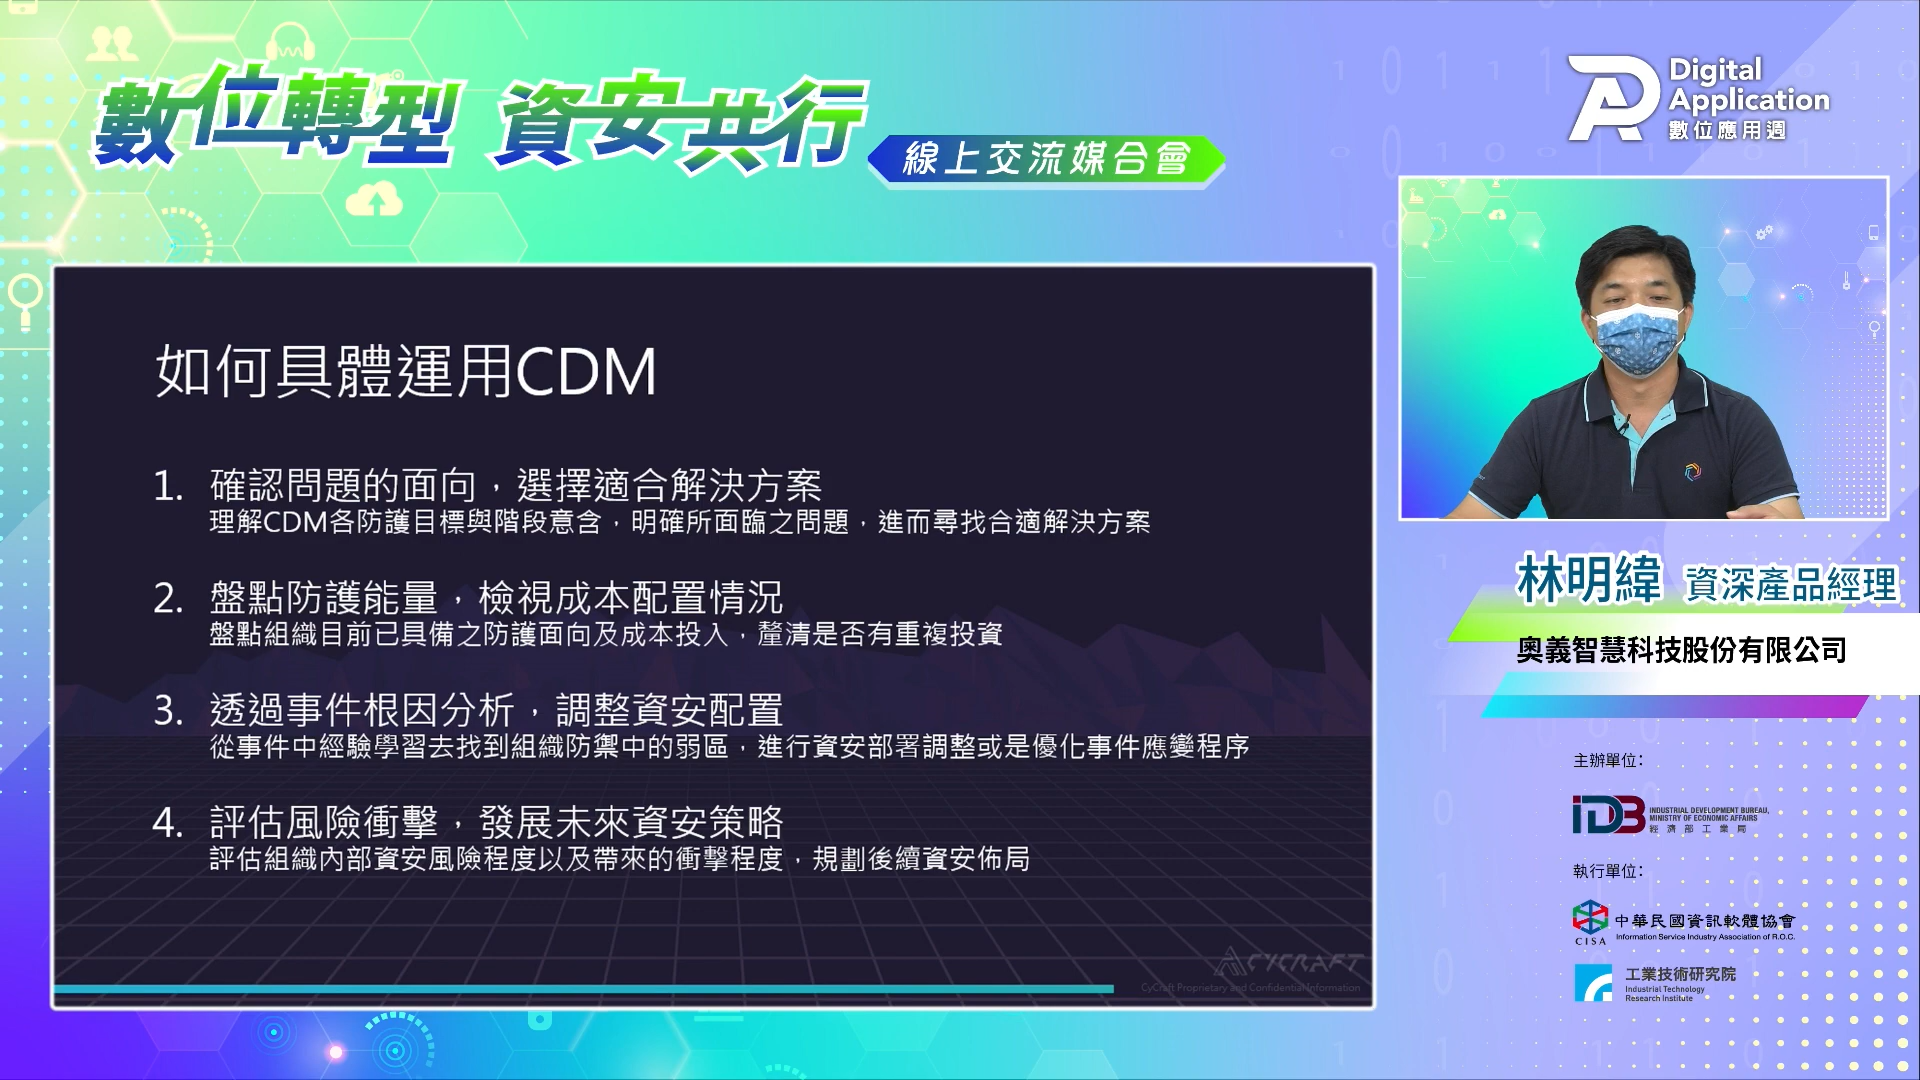 數位轉型 資安共行
線上交流媒合會
Digital
Application
數位應用週
如何具體運用CDM
1. 確認問題的面向，選擇適合解決方案
理解CDM各防護目標與階段意含，明確所面臨之問題，進而尋找合適解決方案
2. 盤點防護能量，檢視成本配置情況
盤點組織目前已具備之防護面向及成本投入，釐清是否有重複投資
3. 透過事件根因分析，調整資安配置
從事件中經驗學習去找到組織防禦中的弱區，進行資安部署調整或是優化事件應變程序
4. 評估風險衝擊，發展未來資安策略
評估組織內部資安風險程度以及帶來的衝擊程度，規劃後續資安佈局
CYCRAFT
CyCraft Proprietary and Confidential Information
林明緯 資深產品經理
奧義智慧科技股份有限公司
主辦單位：
IDB
INDUSTRIAL DEVELOPMENT BUREAU,
MINISTRY OF ECONOMIC AFFAIRS
經濟部工業局
執行單位：
CISA
中華民國資訊軟體協會
Information Service Industry Association of R.O.C.
工業技術研究院
Industrial Technology
Research Institute